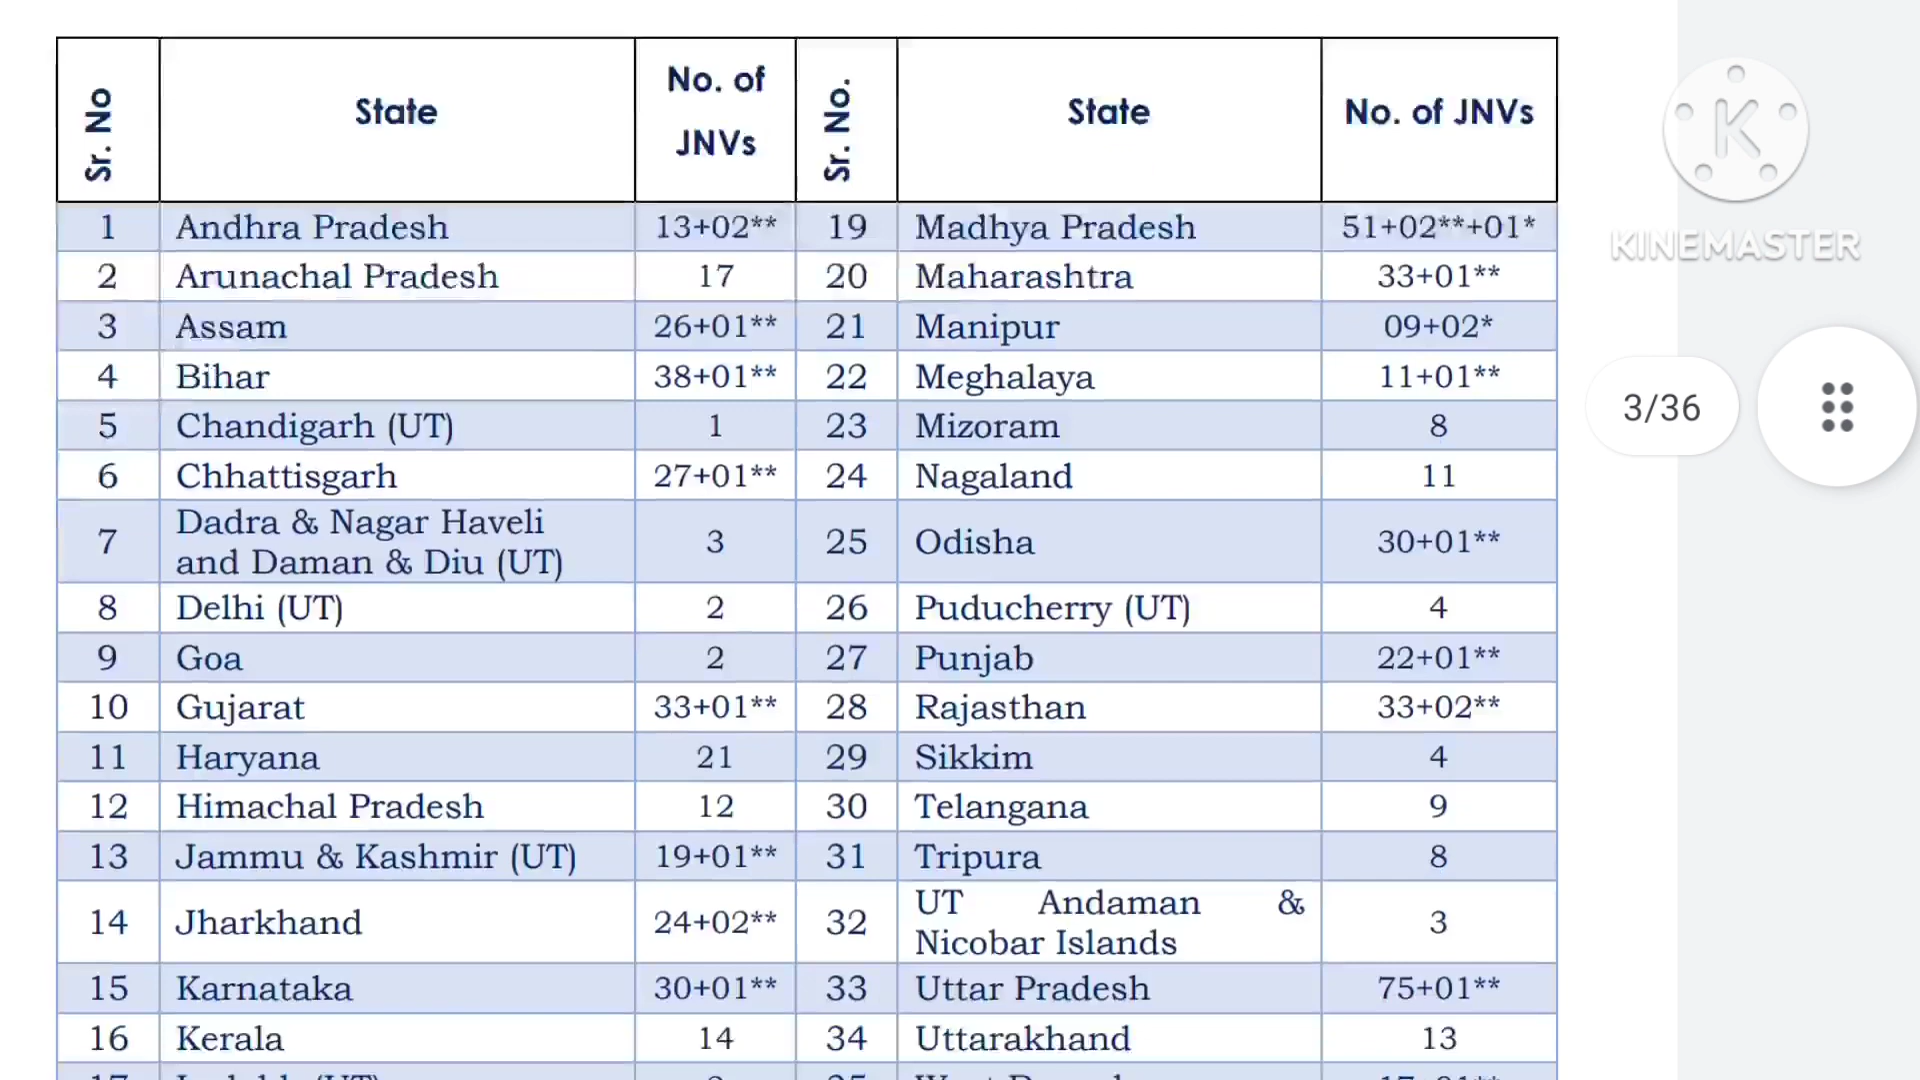 Sr. No State No. of JNVs Sr. No. State No. of JNVs
1 Andhra Pradesh 13+02** 19 Madhya Pradesh 51+02**+01*
2 Arunachal Pradesh 17 20 Maharashtra 33+01**
3 Assam 26+01** 21 Manipur 09+02*
4 Bihar 38+01** 22 Meghalaya 11+01**
5 Chandigarh (UT) 1 23 Mizoram 8
6 Chhattisgarh 27+01** 24 Nagaland 11
7 Dadra & Nagar Haveli and Daman & Diu (UT) 3 25 Odisha 30+01**
8 Delhi (UT) 2 26 Puducherry (UT) 4
9 Goa 2 27 Punjab 22+01**
10 Gujarat 33+01** 28 Rajasthan 33+02**
11 Haryana 21 29 Sikkim 4
12 Himachal Pradesh 12 30 Telangana 9
13 Jammu & Kashmir (UT) 19+01** 31 Tripura 8
14 Jharkhand 24+02** 32 UT Andaman & Nicobar Islands 3
15 Karnataka 30+01** 33 Uttar Pradesh 75+01**
16 Kerala 14 34 Uttarakhand 13
K
KINEMASTER
3/36